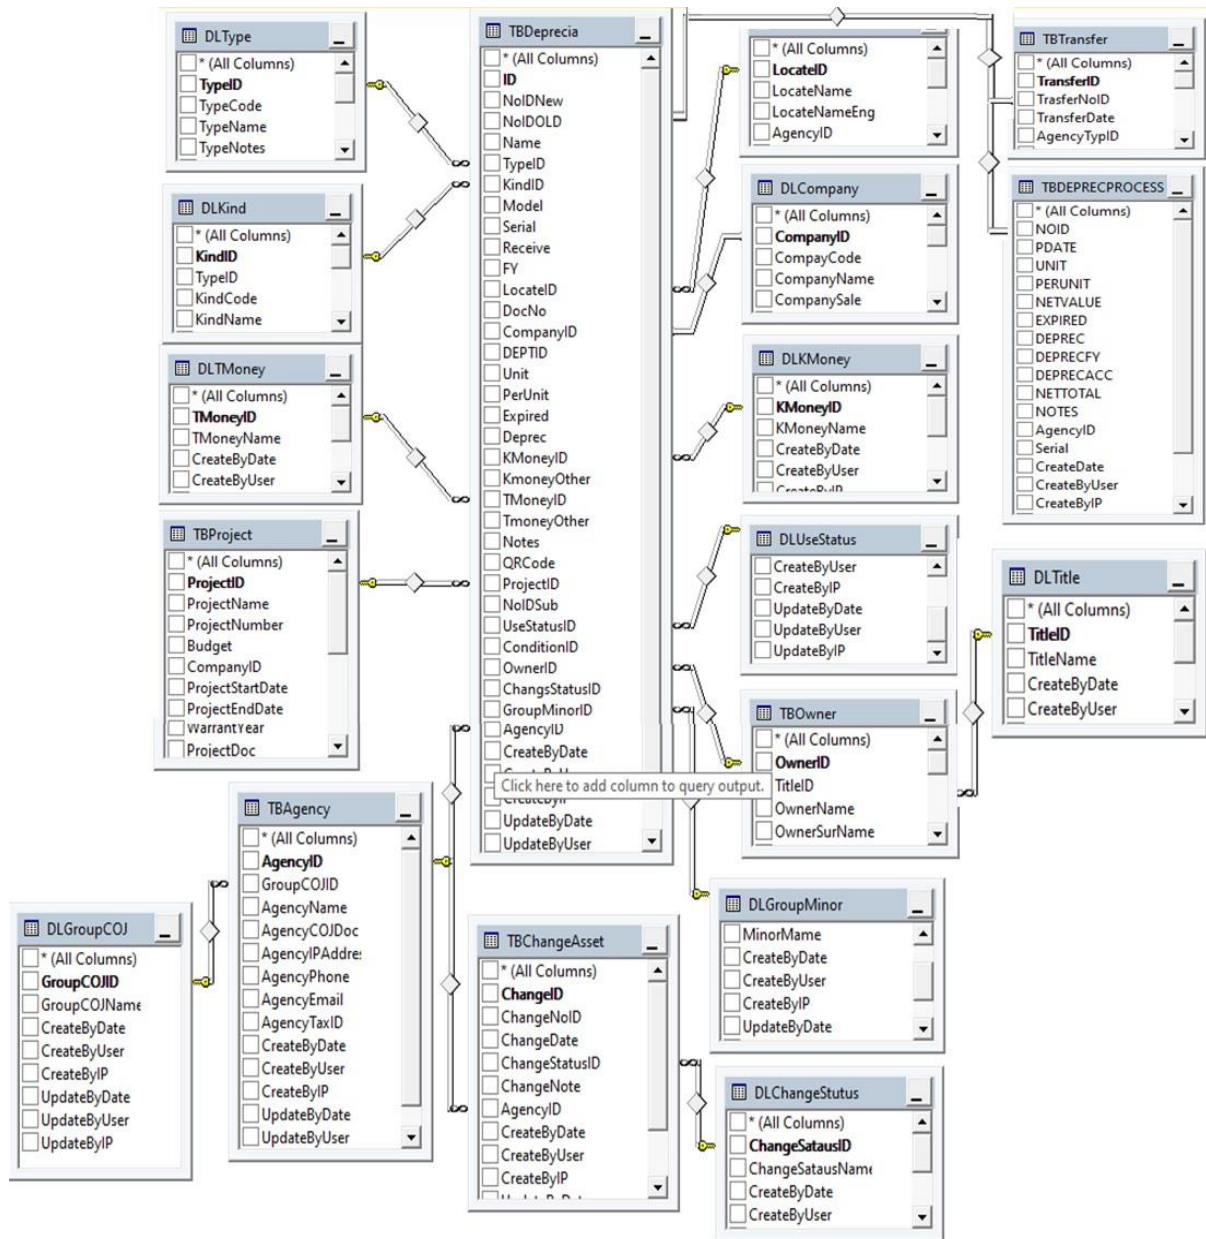 DLType
* (All Columns)
TypeID
TypeCode
TypeName
TypeNotes
DLKind
* (All Columns)
KindID
TypeID
KindCode
KindName
DLTMoney
* (All Columns)
TMoneyID
TMoneyName
CreateByDate
CreateByUser
TBProject
* (All Columns)
ProjectID
ProjectName
ProjectNumber
Budget
CompanyID
ProjectStartDate
ProjectEndDate
WarrantYear
ProjectDoc
TBDeprecia
* (All Columns)
ID
NoIDNew
NoIDOLD
Name
TypeID
KindID
Model
Serial
Receive
FY
LocateID
DocNo
CompanyID
DEPTID
Unit
PerUnit
Expired
Deprec
KMoneyID
KmoneyOther
TMoneyID
TmoneyOther
Notes
QRCode
ProjectID
NoIDSub
UseStatusID
ConditionID
OwnerID
ChangsStatusID
GroupMinorID
AgencyID
CreateByDate
Click here to add column to query output.
CreateByIP
UpdateByDate
UpdateByUser
* (All Columns)
LocateID
LocateName
LocateNameEng
AgencyID
DLCompany
* (All Columns)
CompanyID
CompayCode
CompanyName
CompanySale
DLKMoney
* (All Columns)
KMoneyID
KMoneyName
CreateByDate
CreateByUser
CreateByIP
DLUseStatus
CreateByUser
CreateByIP
UpdateByDate
UpdateByUser
UpdateByIP
TBOwner
* (All Columns)
OwnerID
TitleID
OwnerName
OwnerSurName
TBTransfer
* (All Columns)
TransferID
TrasferNoID
TransferDate
AgencyTypID
TBDEPRECPROCESS
* (All Columns)
NOID
PDATE
UNIT
PERUNIT
NETVALUE
EXPIRED
DEPREC
DEPRECFY
DEPRECACC
NETTOTAL
NOTES
AgencyID
Serial
CreateDate
CreateByUser
CreateByIP
DLTitle
* (All Columns)
TitleID
TitleName
CreateByDate
CreateByUser
TBAgency
* (All Columns)
AgencyID
GroupCOJID
AgencyName
AgencyCOJDoc
AgencyIPAddre
AgencyPhone
AgencyEmail
AgencyTaxID
CreateByDate
CreateByUser
CreateByIP
UpdateByDate
UpdateByUser
DLGroupCOJ
* (All Columns)
GroupCOJID
GroupCOJName
CreateByDate
CreateByUser
CreateByIP
UpdateByDate
UpdateByUser
UpdateByIP
TBChangeAsset
* (All Columns)
ChangeID
ChangeNoID
ChangeDate
ChangeStatusID
ChangeNote
AgencyID
CreateByDate
CreateByUser
CreateByIP
UpdateByDate
DLGroupMinor
MinorMame
CreateByDate
CreateByUser
CreateByIP
UpdateByDate
DLChangeStutus
* (All Columns)
ChangeSatausID
ChangeSatausName
CreateByDate
CreateByUser